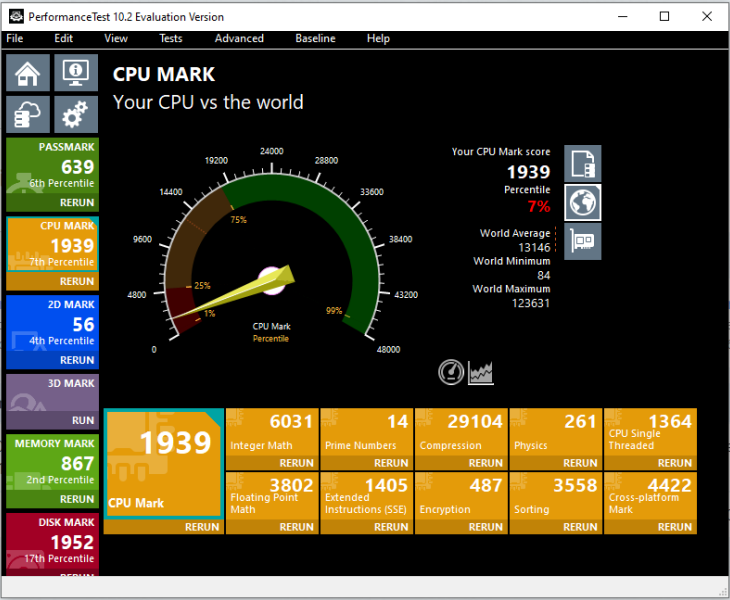 PerformanceTest 10.2 Evaluation Version
File Edit View Tests Advanced Baseline Help
CPU MARK
Your CPU vs the world
PASSMARK
639
6th Percentile
RERUN
CPU MARK
1939
7th Percentile
RERUN
2D MARK
56
4th Percentile
RERUN
3D MARK
RUN
MEMORY MARK
867
2nd Percentile
RERUN
DISK MARK
1952
17th Percentile
RERUN
0
4800
9600
14400
19200
24000
28800
33600
38400
43200
48000
1%
25%
75%
99%
CPU Mark
Percentile
Your CPU Mark score
1939
Percentile
7%
World Average
13146
World Minimum
84
World Maximum
123631
1939
CPU Mark
RERUN
6031
Integer Math
RERUN
14
Prime Numbers
RERUN
29104
Compression
RERUN
261
Physics
RERUN
1364
CPU Single
Threaded
RERUN
3802
Floating Point
Math
RERUN
1405
Extended
Instructions (SSE)
RERUN
487
Encryption
RERUN
3558
Sorting
RERUN
4422
Cross-platform
Mark
RERUN